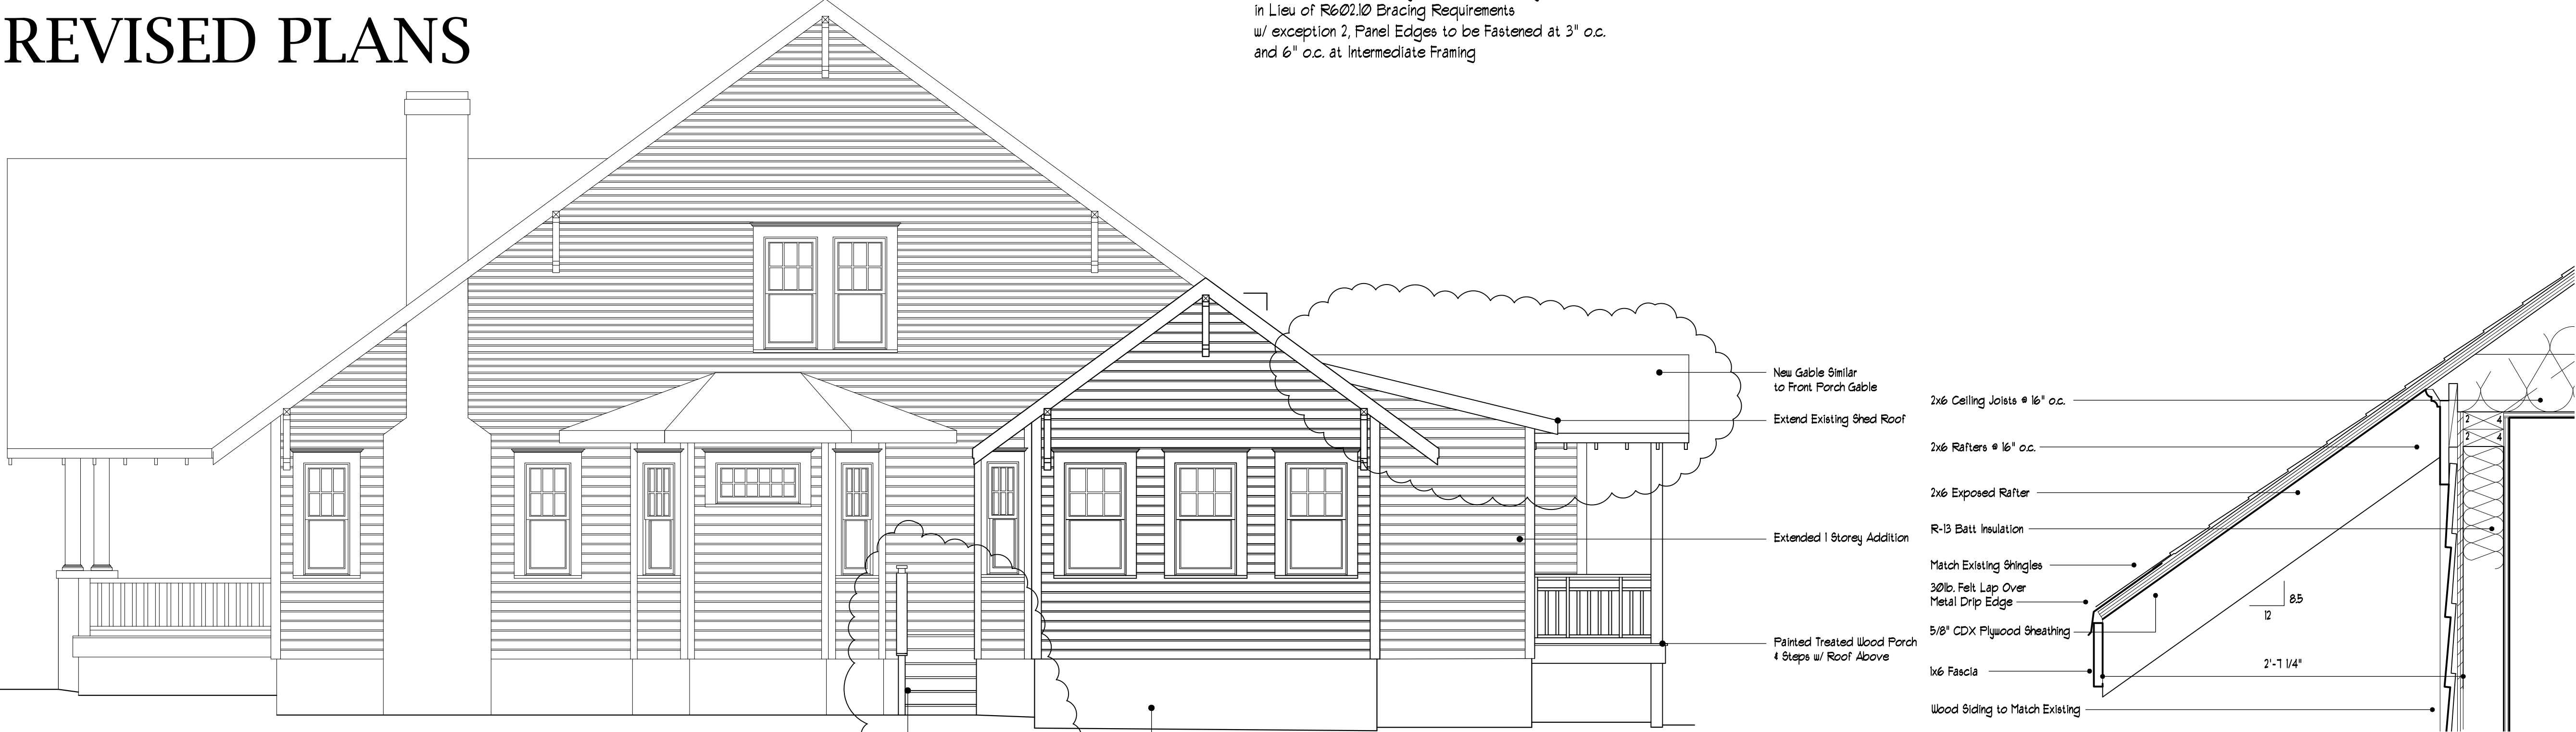 REVISED PLANS
in Lieu of R602.10 Bracing Requirements
w/ exception 2, Panel Edges to be Fastened at 3" o.c.
and 6" o.c. at Intermediate Framing
New Gable Similar
to Front Porch Gable
Extend Existing Shed Roof
Extended 1 Storey Addition
Painted Treated Wood Porch
& Steps w/ Roof Above
2x6 Ceiling Joists @ 16" o.c.
2x6 Rafters @ 16" o.c.
2x6 Exposed Rafter
R-13 Batt Insulation
Match Existing Shingles
30lb. Felt Lap Over
Metal Drip Edge
5/8" CDX Plywood Sheathing
1x6 Fascia
Wood Siding to Match Existing
2 4
2 4
8.5
12
2'-7 1/4"